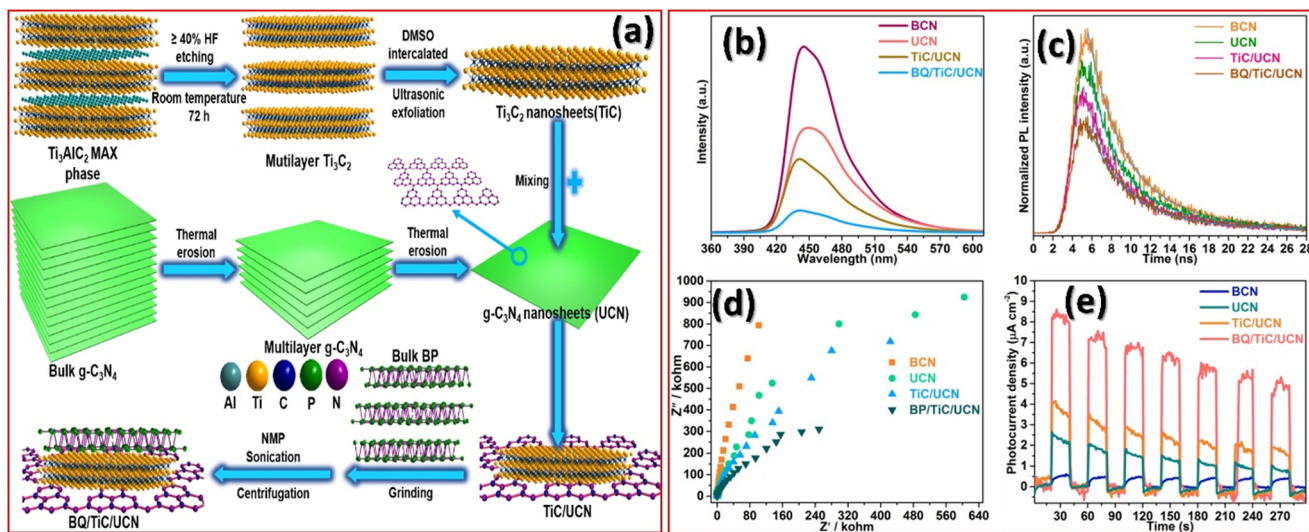 (a)
≥ 40% HF
etching
Room temperature
72 h
DMSO
intercalated
Ultrasonic
exfoliation
Ti₃AlC₂ MAX
phase
Mutilayer Ti₃C₂
Ti₃C₂ nanosheets(TiC)
Mixing
+
Thermal
erosion
Thermal
erosion
Bulk g-C₃N₄
Multilayer g-C₃N₄
g-C₃N₄ nanosheets (UCN)
Al Ti C P N
Bulk BP
NMP
Sonication
Centrifugation
Grinding
BQ/TiC/UCN
TiC/UCN
(b)
BCN
UCN
TiC/UCN
BQ/TiC/UCN
Intensity (a.u.)
360 390 420 450 480 510 540 570 600
Wavelength (nm)
(c)
BCN
UCN
TiC/UCN
BQ/TiC/UCN
Normalized PL intensity (a.u.)
0 2 4 6 8 10 12 14 16 18 20 22 24 26 28
Time (ns)
(d)
1000
900
800
700
600
500
400
300
200
100
0
BCN
UCN
TiC/UCN
BP/TiC/UCN
Z″ / kohm
0 80 160 240 320 400 480 560 640
Z′ / kohm
(e)
10
9
8
7
6
5
4
3
2
1
0
BCN
UCN
TiC/UCN
BQ/TiC/UCN
Photocurrent density (μA cm⁻²)
30 60 90 120 150 180 210 240 270
Time (s)